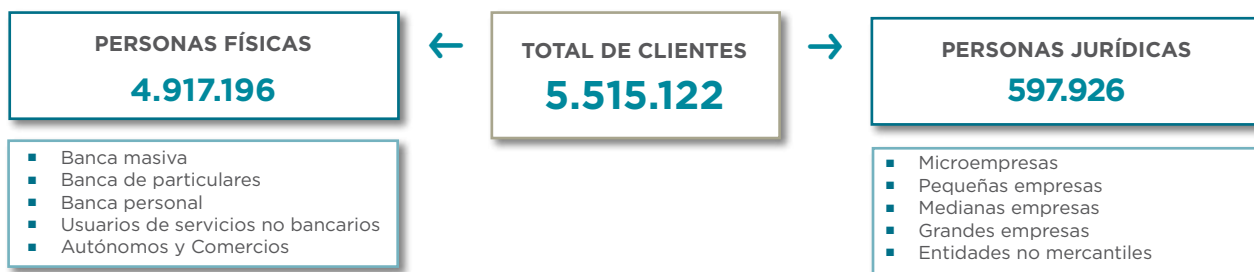 PERSONAS FÍSICAS
4.917.196
Banca masiva
Banca de particulares
Banca personal
Usuarios de servicios no bancarios
Autónomos y Comercios
TOTAL DE CLIENTES
5.515.122
PERSONAS JURÍDICAS
597.926
Microempresas
Pequeñas empresas
Medianas empresas
Grandes empresas
Entidades no mercantiles